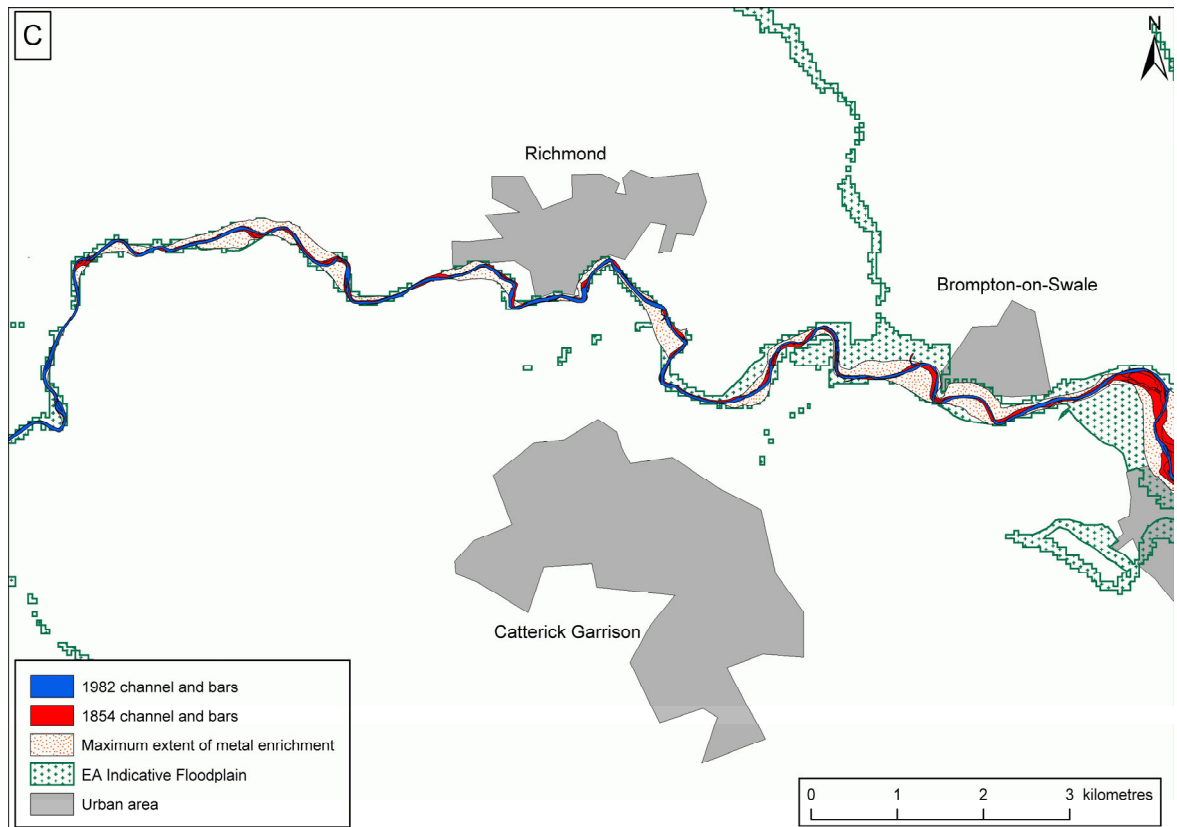 C
N
Richmond
Brompton-on-Swale
Catterick Garrison
1982 channel and bars
1854 channel and bars
Maximum extent of metal enrichment
EA Indicative Floodplain
Urban area
0 1 2 3 kilometres